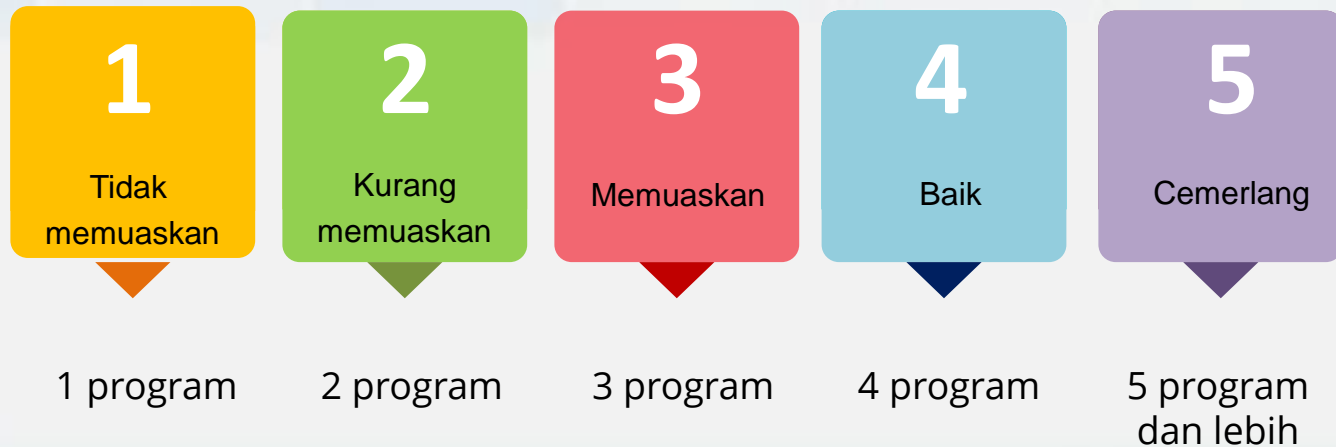 1
Tidak
memuaskan
2
Kurang
memuaskan
3
Memuaskan
4
Baik
5
Cemerlang
1 program
2 program
3 program
4 program
5 program
dan lebih